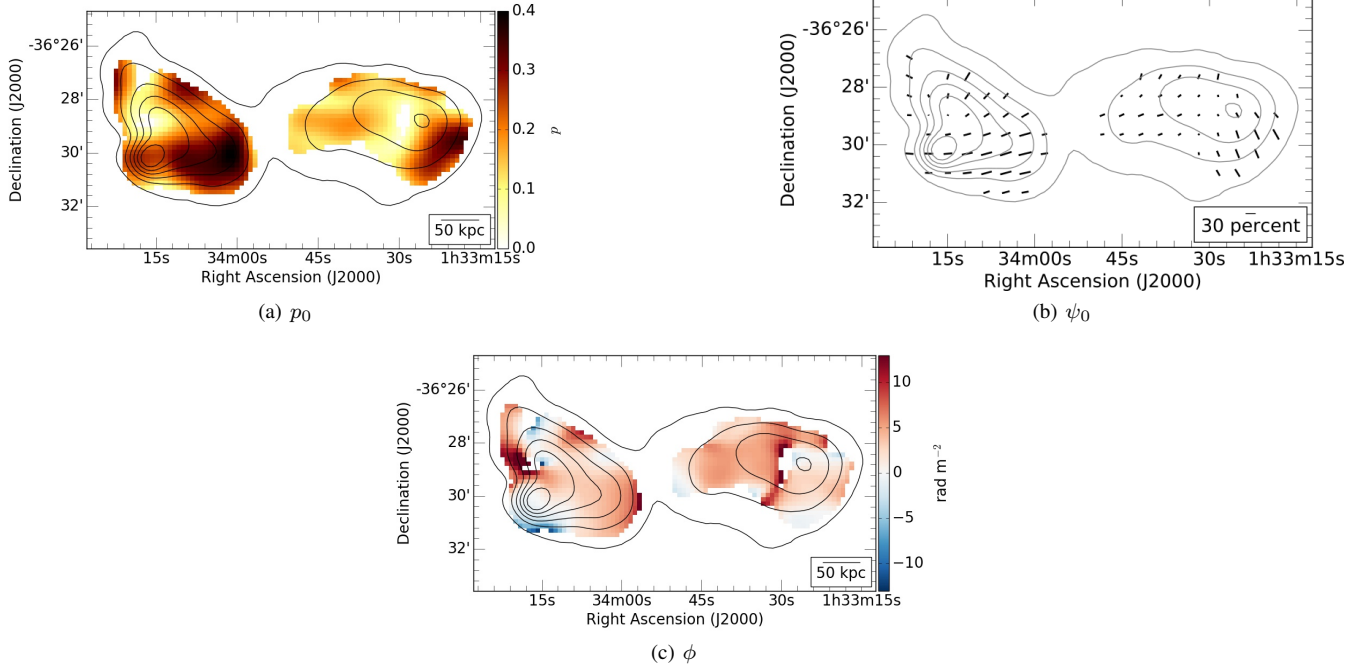 Declination (J2000)
-36°26'
28'
30'
32'
15s 34m00s 45s 30s 1h33m15s
Right Ascension (J2000)
50 kpc
0.4
0.3
0.2
0.1
0.0
p
(a) p₀
Declination (J2000)
-36°26'
28'
30'
32'
15s 34m00s 45s 30s 1h33m15s
Right Ascension (J2000)
30 percent
(b) ψ₀
Declination (J2000)
-36°26'
28'
30'
32'
15s 34m00s 45s 30s 1h33m15s
Right Ascension (J2000)
50 kpc
10
5
0
−5
−10
rad m⁻²
(c) ϕ